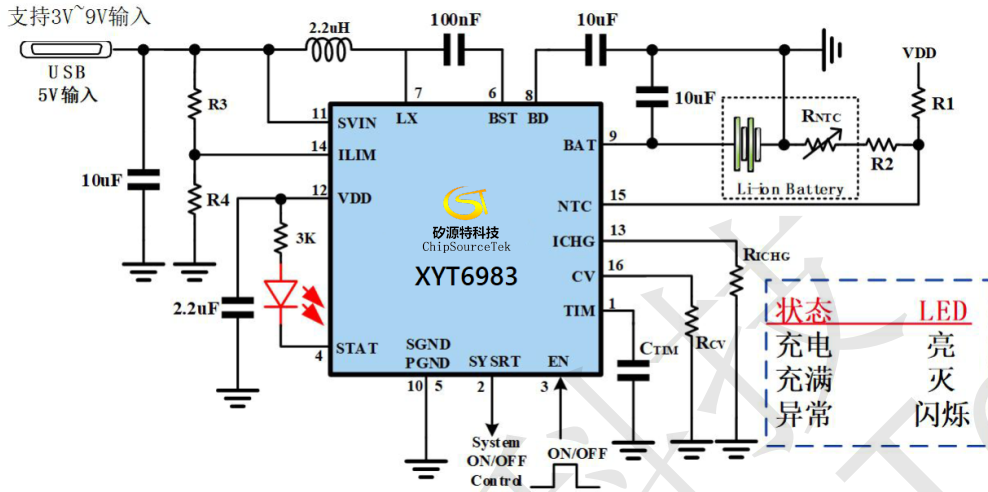 支持3V~9V输入
USB
5V输入
2.2uH
100nF
10uF
VDD
R3
R4
10uF
10uF
R1
RNTC
R2
Li-ion Battery
7
6
8
LX
BST
BD
11
SVIN
14
ILIM
12
VDD
3K
2.2uF
4
STAT
BAT
9
NTC
15
ICHG
13
CV
16
TIM
1
矽源特科技
ChipSourceTek
XYT6983
SGND
PGND
SYSRT
EN
10
5
2
3
System
ON/OFF
Control
ON/OFF
CTIM
RCV
RICHG
状态 LED
充电 亮
充满 灭
异常 闪烁